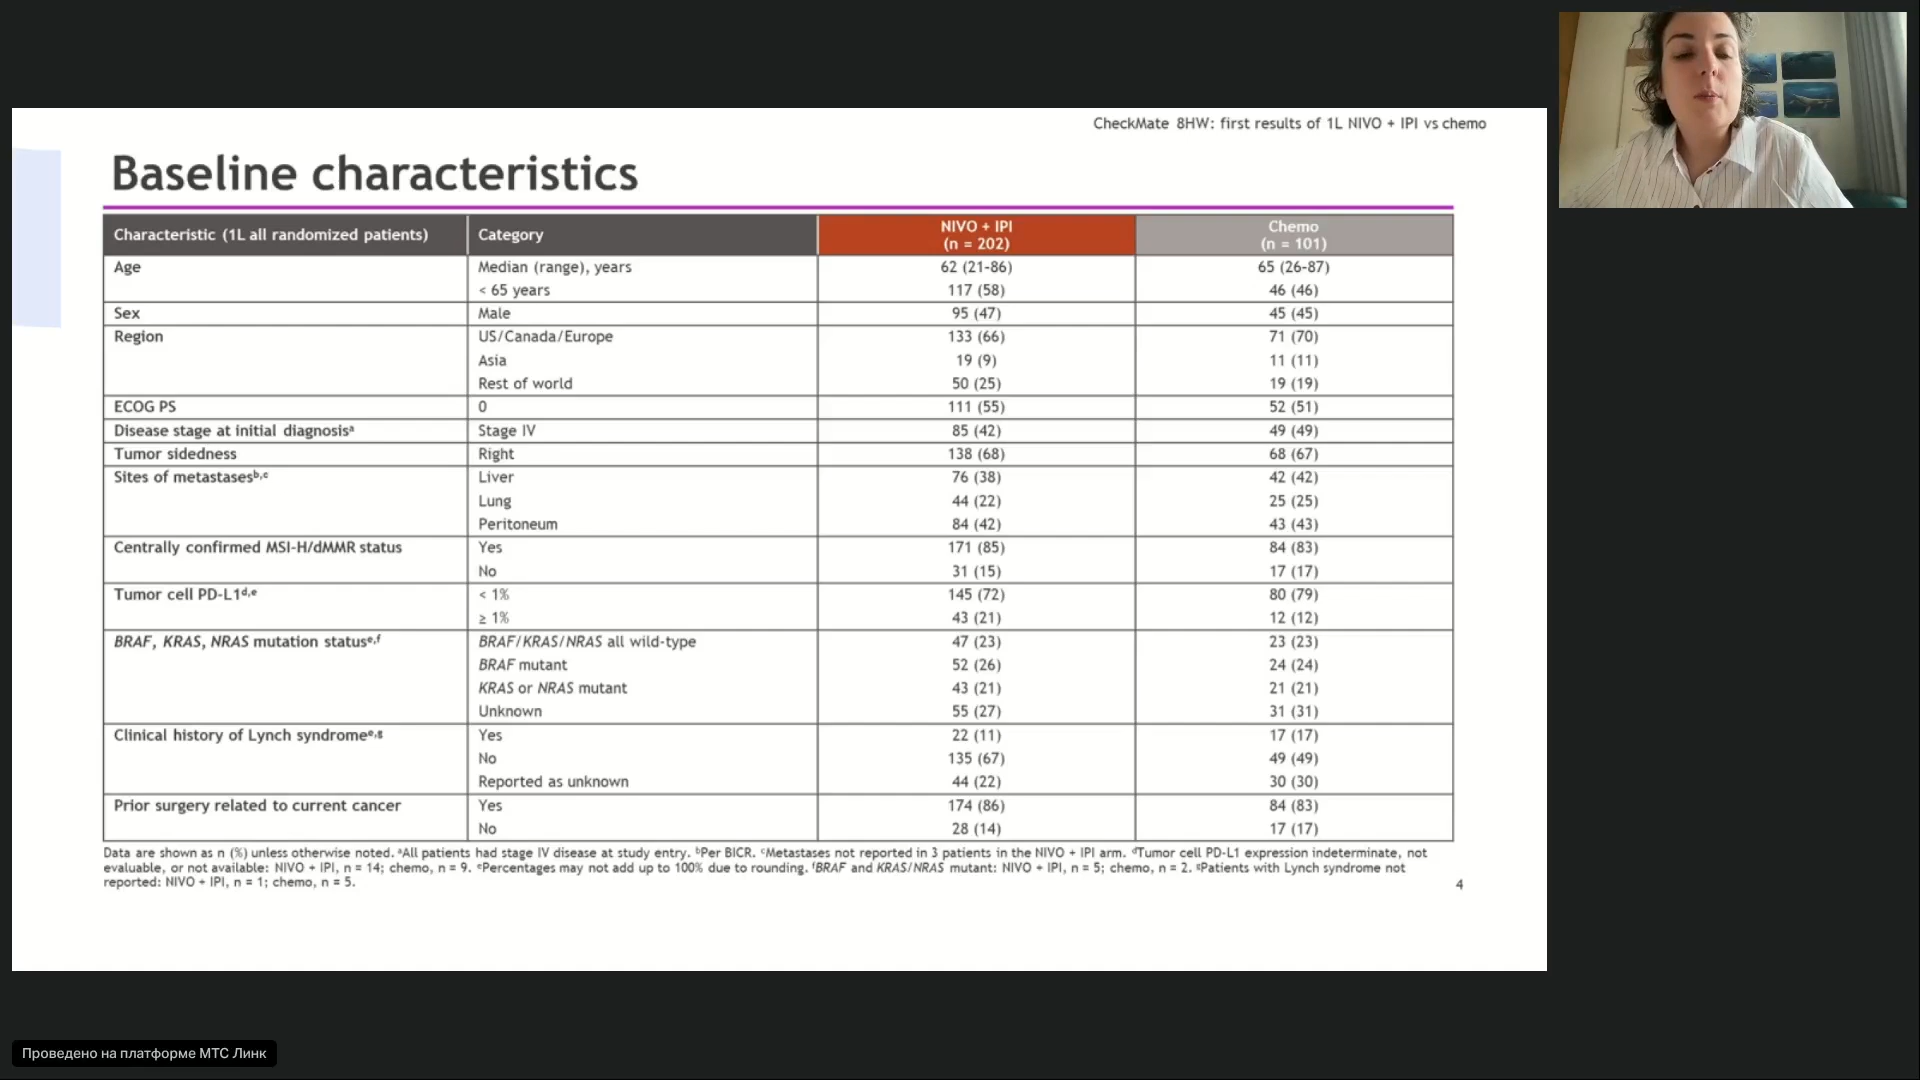 CheckMate 8HW: first results of 1L NIVO + IPI vs chemo
Baseline characteristics
Characteristic (1L all randomized patients) Category NIVO + IPI (n = 202) Chemo (n = 101)
Age Median (range), years 62 (21-86) 65 (26-87)
< 65 years 117 (58) 46 (46)
Sex Male 95 (47) 45 (45)
Region US/Canada/Europe 133 (66) 71 (70)
Asia 19 (9) 11 (11)
Rest of world 50 (25) 19 (19)
ECOG PS 0 111 (55) 52 (51)
Disease stage at initial diagnosisᵃ Stage IV 85 (42) 49 (49)
Tumor sidedness Right 138 (68) 68 (67)
Sites of metastasesᵇ,ᶜ Liver 76 (38) 42 (42)
Lung 44 (22) 25 (25)
Peritoneum 84 (42) 43 (43)
Centrally confirmed MSI-H/dMMR status Yes 171 (85) 84 (83)
No 31 (15) 17 (17)
Tumor cell PD-L1ᵈ,ᵉ < 1% 145 (72) 80 (79)
≥ 1% 43 (21) 12 (12)
BRAF, KRAS, NRAS mutation statusᵉ,ᶠ BRAF/KRAS/NRAS all wild-type 47 (23) 23 (23)
BRAF mutant 52 (26) 24 (24)
KRAS or NRAS mutant 43 (21) 21 (21)
Unknown 55 (27) 31 (31)
Clinical history of Lynch syndromeᵉ,ᵍ Yes 22 (11) 17 (17)
No 135 (67) 49 (49)
Reported as unknown 44 (22) 30 (30)
Prior surgery related to current cancer Yes 174 (86) 84 (83)
No 28 (14) 17 (17)
Data are shown as n (%) unless otherwise noted. ᵃAll patients had stage IV disease at study entry. ᵇPer BICR. ᶜMetastases not reported in 3 patients in the NIVO + IPI arm. ᵈTumor cell PD-L1 expression indeterminate, not
evaluable, or not available: NIVO + IPI, n = 14; chemo, n = 9. ᵉPercentages may not add up to 100% due to rounding. ᶠBRAF and KRAS/NRAS mutant: NIVO + IPI, n = 5; chemo, n = 2. ᵍPatients with Lynch syndrome not
reported: NIVO + IPI, n = 1; chemo, n = 5.
4
Проведено на платформе МТС Линк